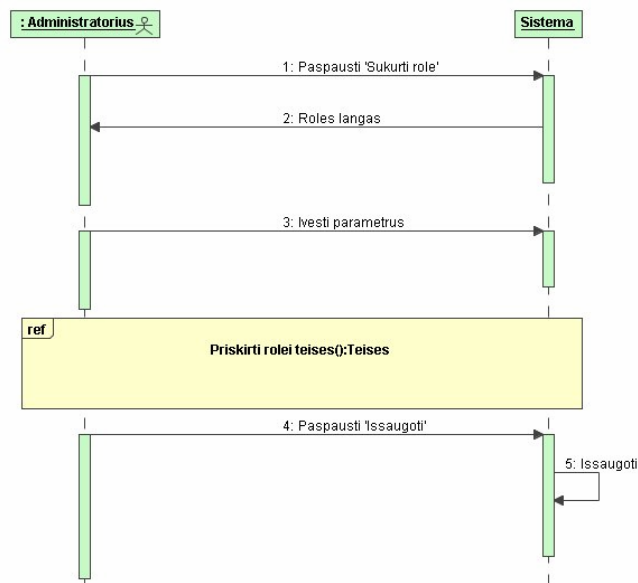 : Administratorius
Sistema
1: Paspausti 'Sukurti role'
2: Roles langas
3: Ivesti parametrus
ref
Priskirti rolei teises():Teises
4: Paspausti 'Issaugoti'
5: Issaugoti